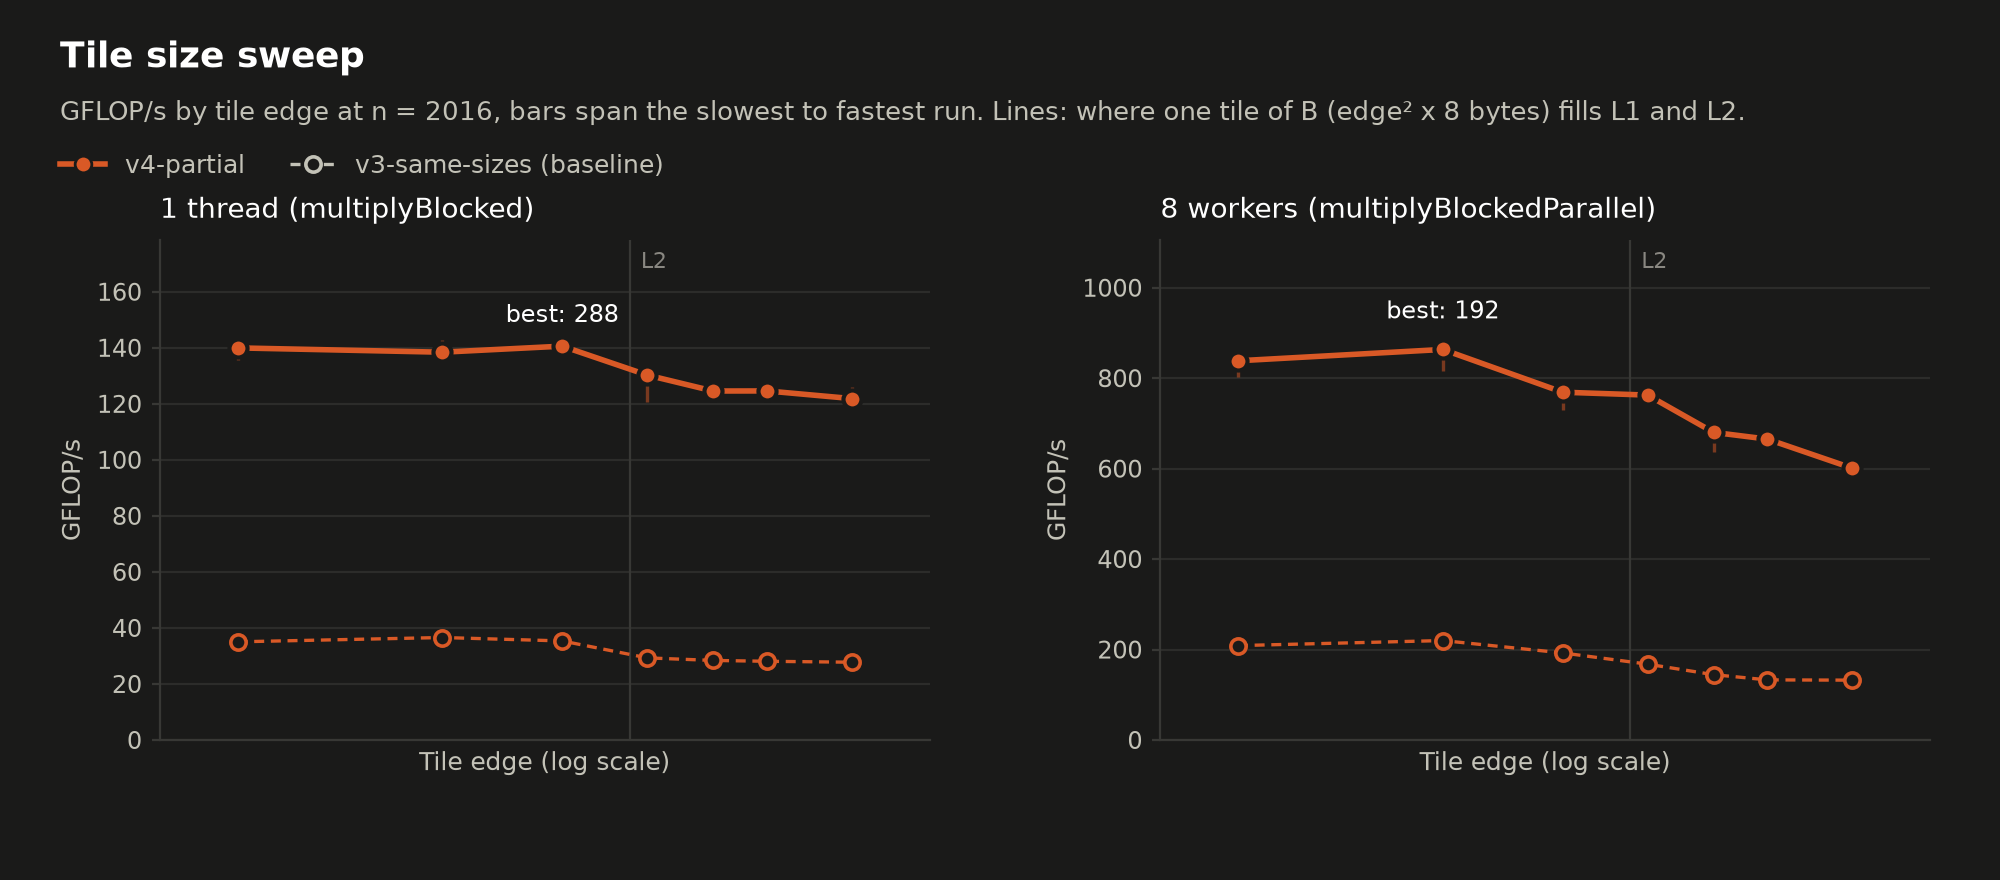 Tile size sweep
GFLOP/s by tile edge at n = 2016, bars span the slowest to fastest run. Lines: where one tile of B (edge² x 8 bytes) fills L1 and L2.
v4-partial
v3-same-sizes (baseline)
1 thread (multiplyBlocked)
L2
best: 288
160
140
120
100
80
60
40
20
0
GFLOP/s
Tile edge (log scale)
8 workers (multiplyBlockedParallel)
L2
best: 192
1000
800
600
400
200
0
GFLOP/s
Tile edge (log scale)